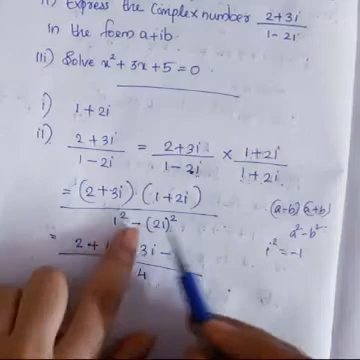 ii) Express the Complex number 2+3i / 1-2i
In the form a+ib.
iii) Solve x² + 3x + 5 = 0
i) 1 + 2i
ii) 2+3i / 1-2i = 2+3i / 1-2i × 1+2i / 1+2i
= (2+3i) (1+2i) / 1² - (2i)²
(a-b) (a+b)
a² - b²
i² = -1
= 2 + 3i - / 4